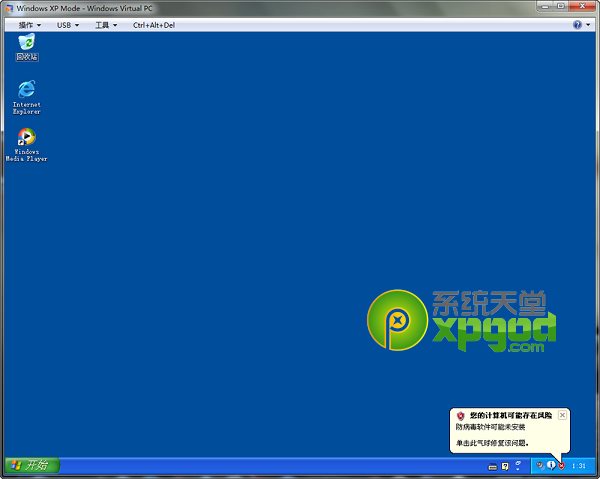 Windows XP Mode - Windows Virtual PC
操作 USB 工具 Ctrl+Alt+Del
回收站
Internet
Explorer
Windows
Media Player
系统天堂
xpgod
.com
您的计算机可能存在风险
防病毒软件可能未安装
单击此气球修复该问题。
开始
1:31